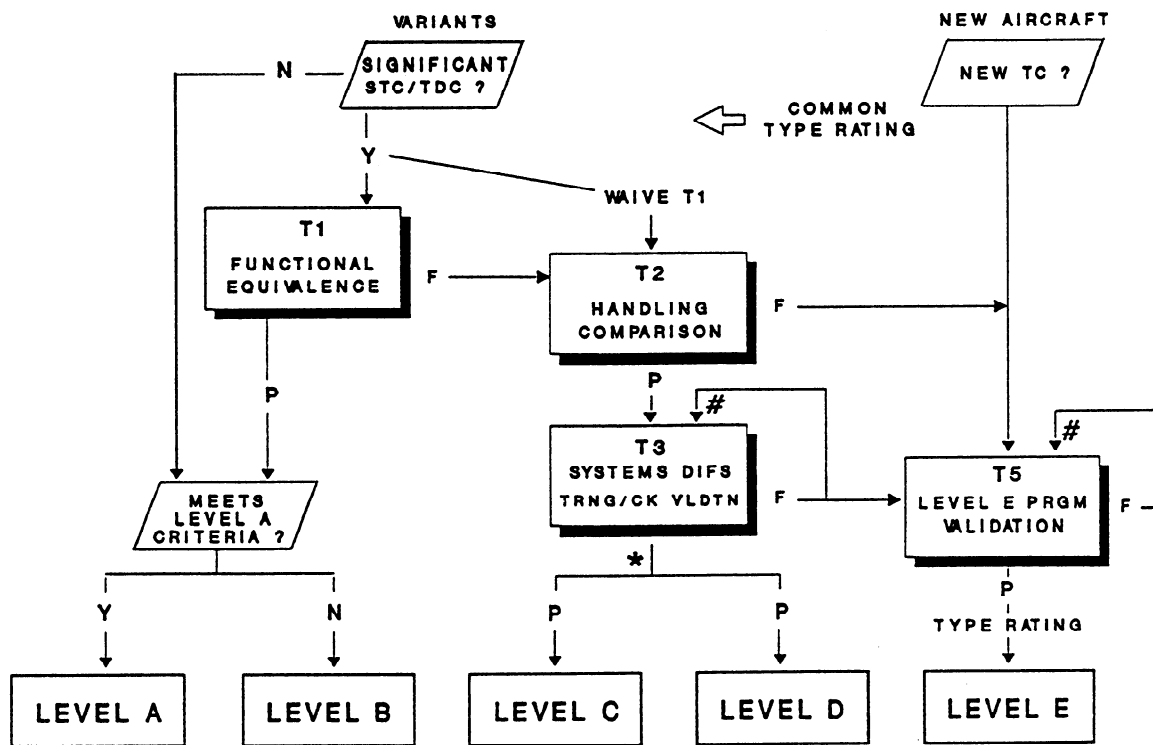 VARIANTS
SIGNIFICANT
STC/TDC ?
N
NEW AIRCRAFT
NEW TC ?
COMMON
TYPE RATING
Y
WAIVE T1
T1
FUNCTIONAL
EQUIVALENCE
F
T2
HANDLING
COMPARISON
F
P
P
#
T3
SYSTEMS DIFS
TRNG/CK VLDTN
F
#
T5
LEVEL E PRGM
VALIDATION
F
MEETS
LEVEL A
CRITERIA ?
*
Y
N
P
P
P
TYPE RATING
LEVEL A
LEVEL B
LEVEL C
LEVEL D
LEVEL E